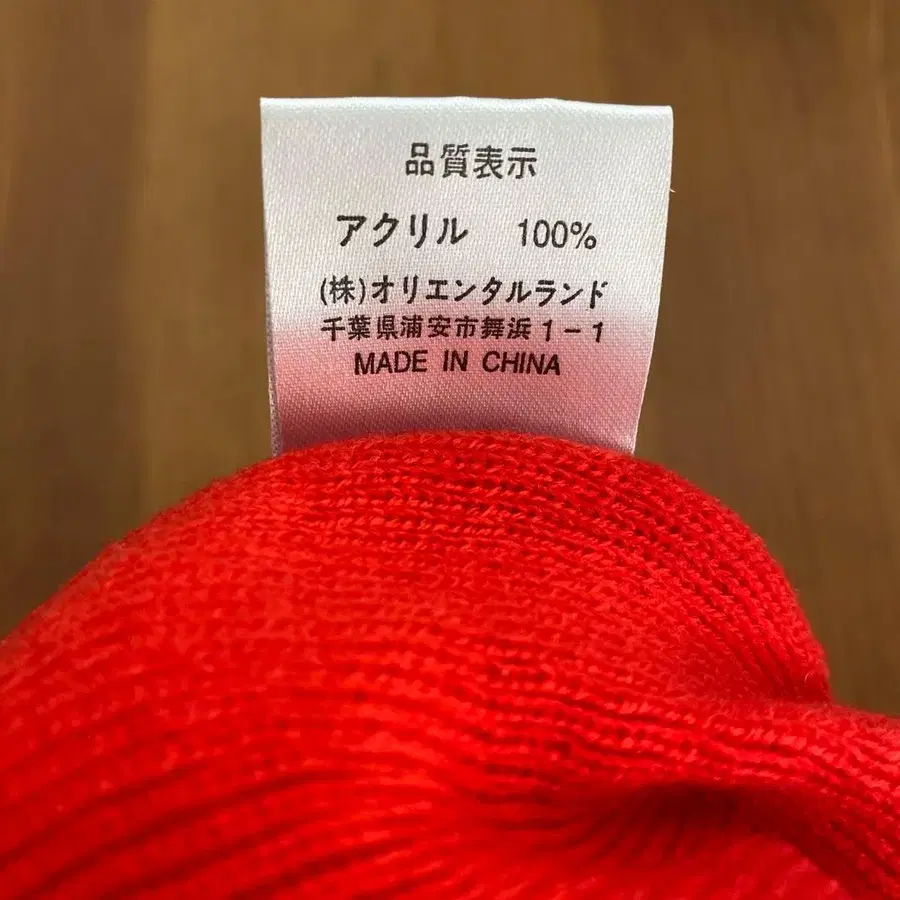 品質表示
アクリル 100%
(株)オリエンタルランド
千葉県浦安市舞浜1-1
MADE IN CHINA